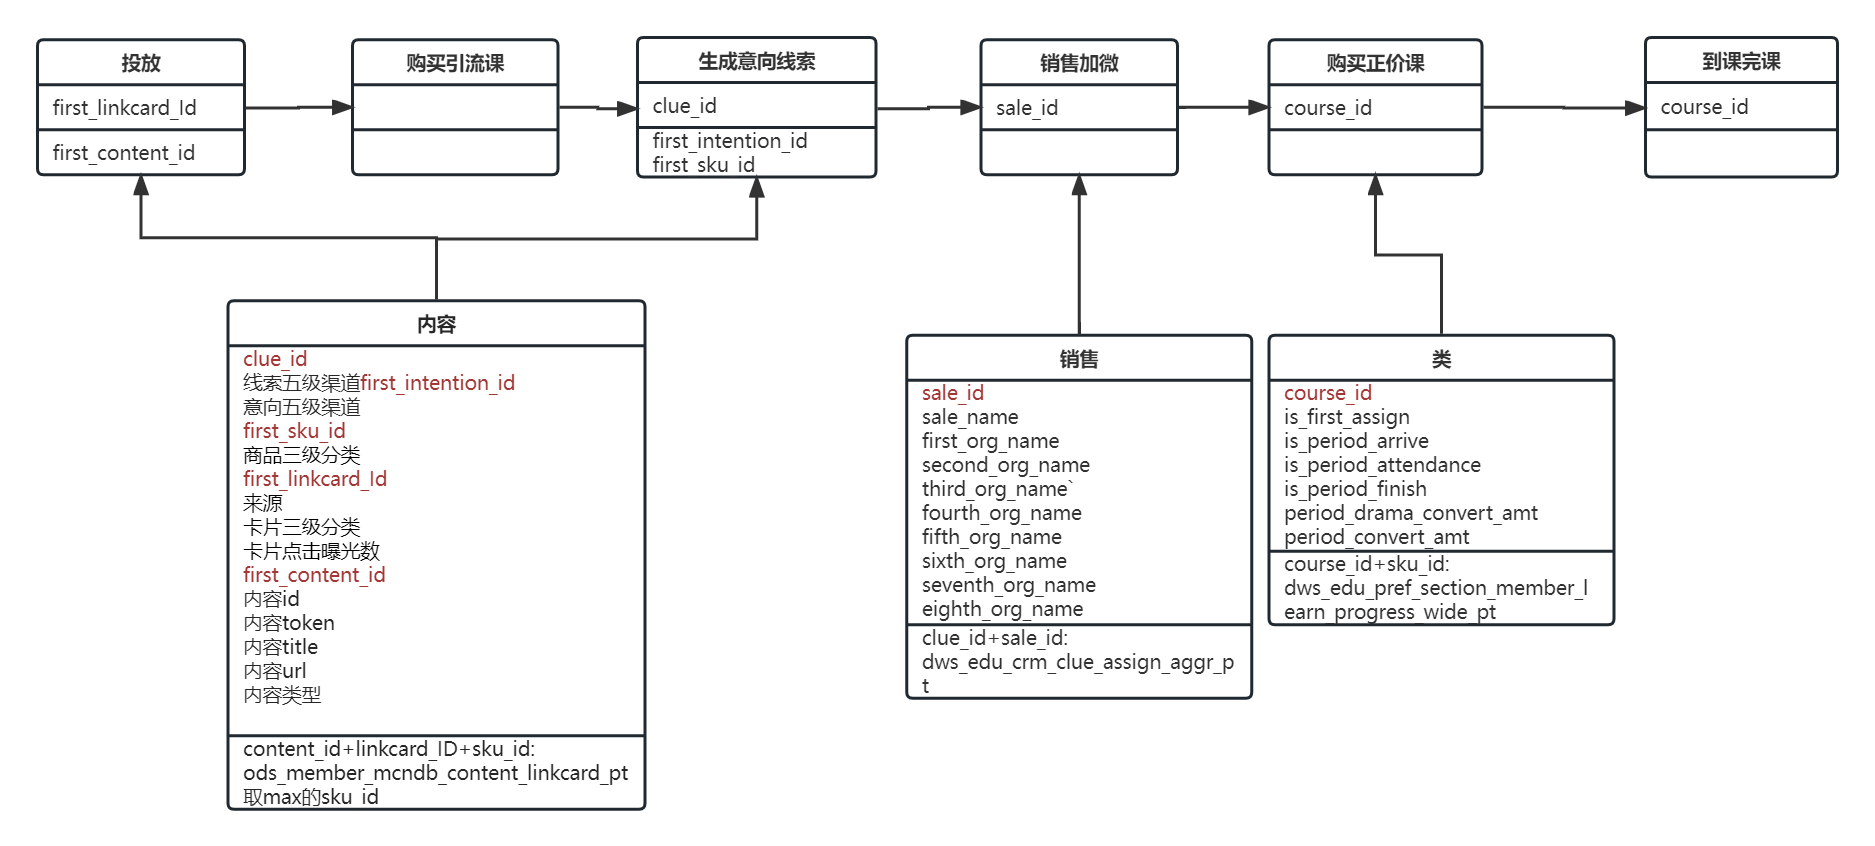 投放
first_linkcard_Id
first_content_id
购买引流课
生成意向线索
clue_id
first_intention_id
first_sku_id
销售加微
sale_id
购买正价课
course_id
到课完课
course_id
内容
clue_id
线索五级渠道first_intention_id
意向五级渠道
first_sku_id
商品三级分类
first_linkcard_Id
来源
卡片三级分类
卡片点击曝光数
first_content_id
内容id
内容token
内容title
内容url
内容类型
content_id+linkcard_ID+sku_id:
ods_member_mcndb_content_linkcard_pt
取max的sku_id
销售
sale_id
sale_name
first_org_name
second_org_name
third_org_name`
fourth_org_name
fifth_org_name
sixth_org_name
seventh_org_name
eighth_org_name
clue_id+sale_id:
dws_edu_crm_clue_assign_aggr_p
t
类
course_id
is_first_assign
is_period_arrive
is_period_attendance
is_period_finish
period_drama_convert_amt
period_convert_amt
course_id+sku_id:
dws_edu_pref_section_member_l
earn_progress_wide_pt